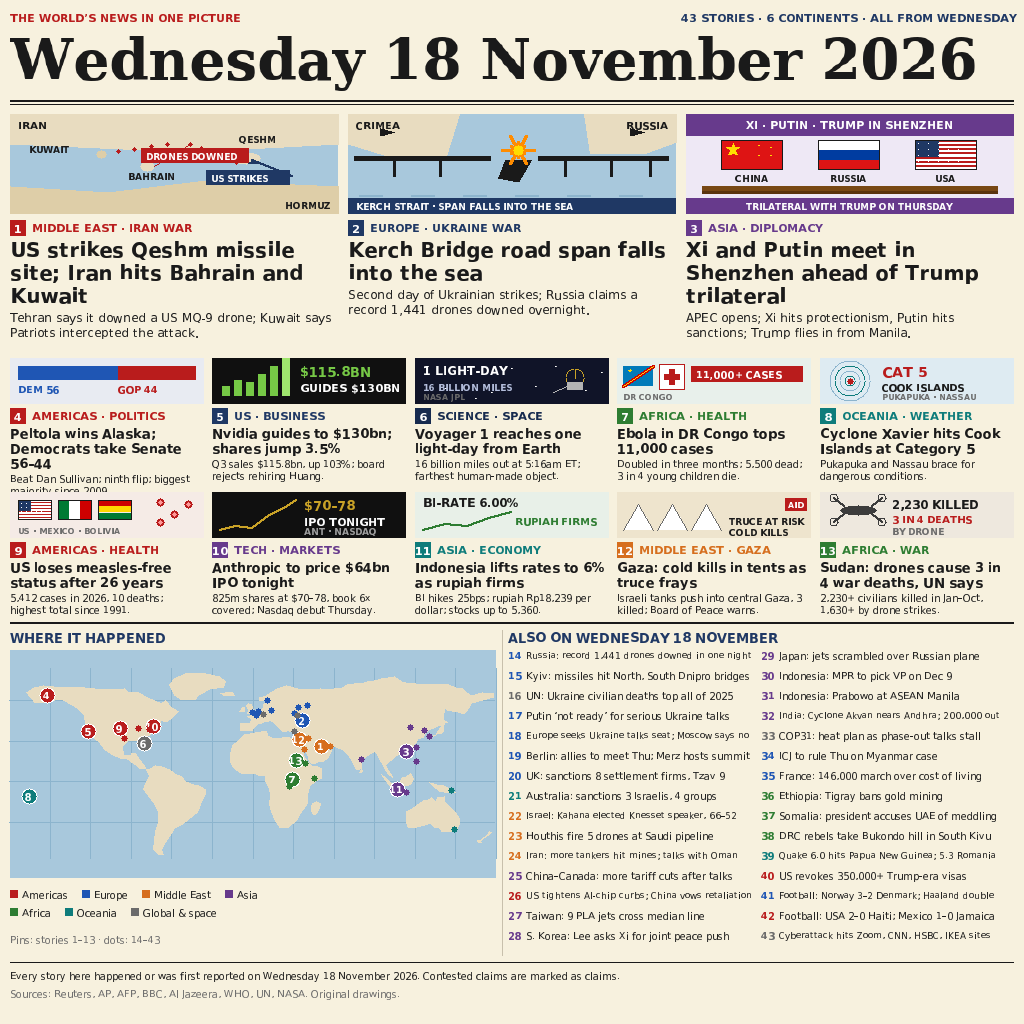 THE WORLD'S NEWS IN ONE PICTURE
43 STORIES · 6 CONTINENTS · ALL FROM WEDNESDAY
Wednesday 18 November 2026
IRAN
KUWAIT
QESHM
DRONES DOWNED
BAHRAIN
US STRIKES
HORMUZ
CRIMEA
RUSSIA
KERCH STRAIT · SPAN FALLS INTO THE SEA
XI · PUTIN · TRUMP IN SHENZHEN
CHINA
RUSSIA
USA
TRILATERAL WITH TRUMP ON THURSDAY
1 MIDDLE EAST · IRAN WAR
US strikes Qeshm missile
site; Iran hits Bahrain and
Kuwait
Tehran says it downed a US MQ-9 drone; Kuwait says
Patriots intercepted the attack.
2 EUROPE · UKRAINE WAR
Kerch Bridge road span falls
into the sea
Second day of Ukrainian strikes; Russia claims a
record 1,441 drones downed overnight.
3 ASIA · DIPLOMACY
Xi and Putin meet in
Shenzhen ahead of Trump
trilateral
APEC opens; Xi hits protectionism, Putin hits
sanctions; Trump flies in from Manila.
DEM 56
GOP 44
4 AMERICAS · POLITICS
Peltola wins Alaska;
Democrats take Senate
56–44
Beat Dan Sullivan; ninth flip; biggest
majority since 2009.
$115.8BN
GUIDES $130BN
5 US · BUSINESS
Nvidia guides to $130bn;
shares jump 3.5%
Q3 sales $115.8bn, up 103%; board
rejects rehiring Huang.
1 LIGHT-DAY
16 BILLION MILES
NASA JPL
6 SCIENCE · SPACE
Voyager 1 reaches one
light-day from Earth
16 billion miles out at 5:16am ET;
farthest human-made object.
11,000+ CASES
DR CONGO
7 AFRICA · HEALTH
Ebola in DR Congo tops
11,000 cases
Doubled in three months; 5,500 dead;
3 in 4 young children die.
CAT 5
COOK ISLANDS
PUKAPUKA · NASSAU
8 OCEANIA · WEATHER
Cyclone Xavier hits Cook
Islands at Category 5
Pukapuka and Nassau brace for
dangerous conditions.
US · MEXICO · BOLIVIA
9 AMERICAS · HEALTH
US loses measles-free
status after 26 years
5,412 cases in 2026, 10 deaths;
highest total since 1991.
$70–78
IPO TONIGHT
ANT · NASDAQ
10 TECH · MARKETS
Anthropic to price $64bn
IPO tonight
825m shares at $70–78, book 6x
covered; Nasdaq debut Thursday.
BI-RATE 6.00%
RUPIAH FIRMS
11 ASIA · ECONOMY
Indonesia lifts rates to 6%
as rupiah firms
BI hikes 25bps; rupiah Rp18,239 per
dollar; stocks up to 5,360.
AID
TRUCE AT RISK
COLD KILLS
12 MIDDLE EAST · GAZA
Gaza: cold kills in tents as
truce frays
Israeli tanks push into central Gaza, 3
killed; Board of Peace warns.
2,230 KILLED
3 IN 4 DEATHS
BY DRONE
13 AFRICA · WAR
Sudan: drones cause 3 in
4 war deaths, UN says
2,230+ civilians killed in Jan–Oct,
1,630+ by drone strikes.
WHERE IT HAPPENED
4
5
9
10
6
8
2
12
1
13
7
3
11
Americas
Europe
Middle East
Asia
Africa
Oceania
Global & space
Pins: stories 1–13 · dots: 14–43
ALSO ON WEDNESDAY 18 NOVEMBER
14 Russia: record 1,441 drones downed in one night
15 Kyiv: missiles hit North, South Dnipro bridges
16 UN: Ukraine civilian deaths top all of 2025
17 Putin 'not ready' for serious Ukraine talks
18 Europe seeks Ukraine talks seat; Moscow says no
19 Berlin: allies to meet Thu; Merz hosts summit
20 UK: sanctions 8 settlement firms, Tzav 9
21 Australia: sanctions 3 Israelis, 4 groups
22 Israel: Kahana elected Knesset speaker, 66–52
23 Houthis fire 5 drones at Saudi pipeline
24 Iran: more tankers hit mines; talks with Oman
25 China–Canada: more tariff cuts after talks
26 US tightens AI-chip curbs; China vows retaliation
27 Taiwan: 9 PLA jets cross median line
28 S. Korea: Lee asks Xi for joint peace push
29 Japan: jets scrambled over Russian plane
30 Indonesia: MPR to pick VP on Dec 9
31 Indonesia: Prabowo at ASEAN Manila
32 India: Cyclone Akvan nears Andhra; 200,000 out
33 COP31: heat plan as phase-out talks stall
34 ICJ to rule Thu on Myanmar case
35 France: 146,000 march over cost of living
36 Ethiopia: Tigray bans gold mining
37 Somalia: president accuses UAE of meddling
38 DRC rebels take Bukondo hill in South Kivu
39 Quake 6.0 hits Papua New Guinea; 5.3 Romania
40 US revokes 350,000+ Trump-era visas
41 Football: Norway 3–2 Denmark; Haaland double
42 Football: USA 2–0 Haiti; Mexico 1–0 Jamaica
43 Cyberattack hits Zoom, CNN, HSBC, IKEA sites
Every story here happened or was first reported on Wednesday 18 November 2026. Contested claims are marked as claims.
Sources: Reuters, AP, AFP, BBC, Al Jazeera, WHO, UN, NASA. Original drawings.